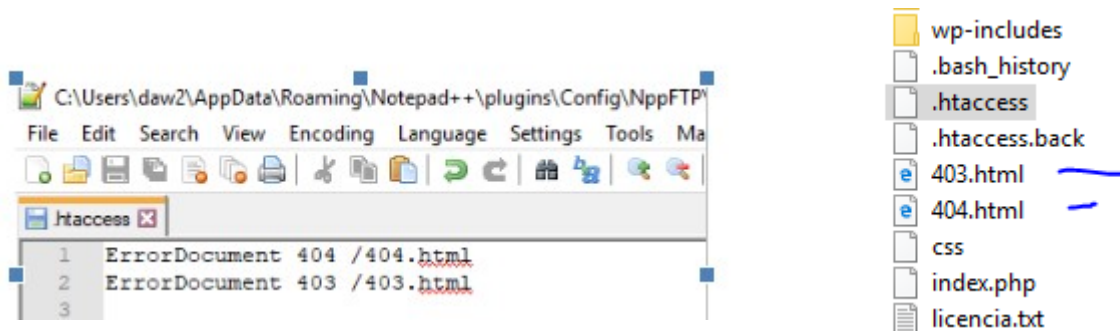 C:\Users\daw2\AppData\Roaming\Notepad++\plugins\Config\NppFTP\
File Edit Search View Encoding Language Settings Tools Ma
.htaccess
1 ErrorDocument 404 /404.html
2 ErrorDocument 403 /403.html
3
wp-includes
.bash_history
.htaccess
.htaccess.back
403.html
404.html
css
index.php
licencia.txt